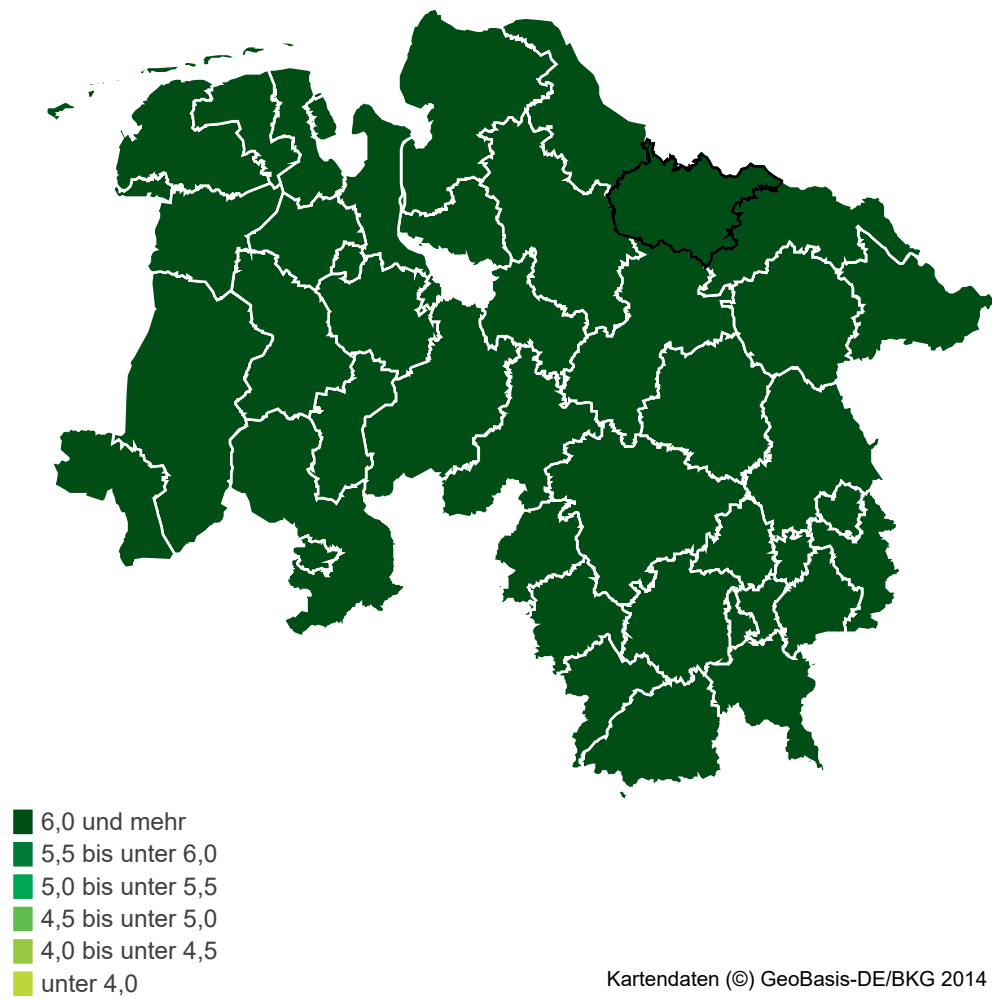 6,0 und mehr
5,5 bis unter 6,0
5,0 bis unter 5,5
4,5 bis unter 5,0
4,0 bis unter 4,5
unter 4,0
Kartendaten (©) GeoBasis-DE/BKG 2014